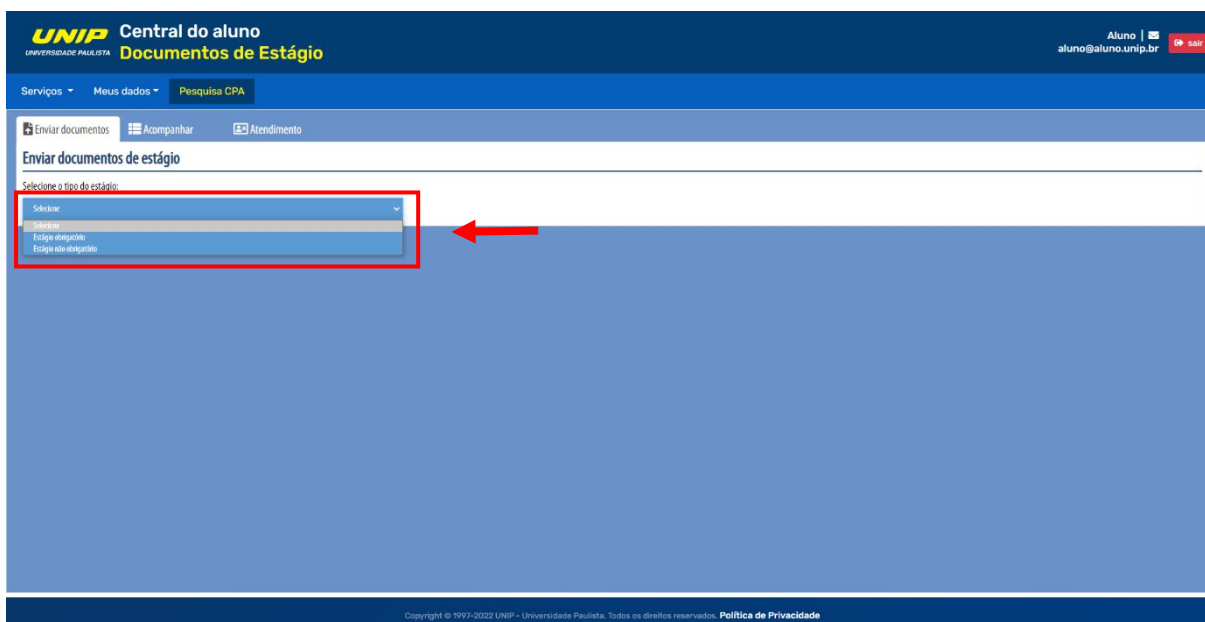 UNIP
UNIVERSIDADE PAULISTA
Central do aluno
Documentos de Estágio
Aluno |
aluno@aluno.unip.br
sair
Serviços
Meus dados
Pesquisa CPA
Enviar documentos
Acompanhar
Atendimento
Enviar documentos de estágio
Selecione o tipo do estágio:
Selecione
Selecione
Estágio obrigatório
Estágio não obrigatório
Copyright © 1997-2022 UNIP - Universidade Paulista. Todos os direitos reservados. Política de Privacidade